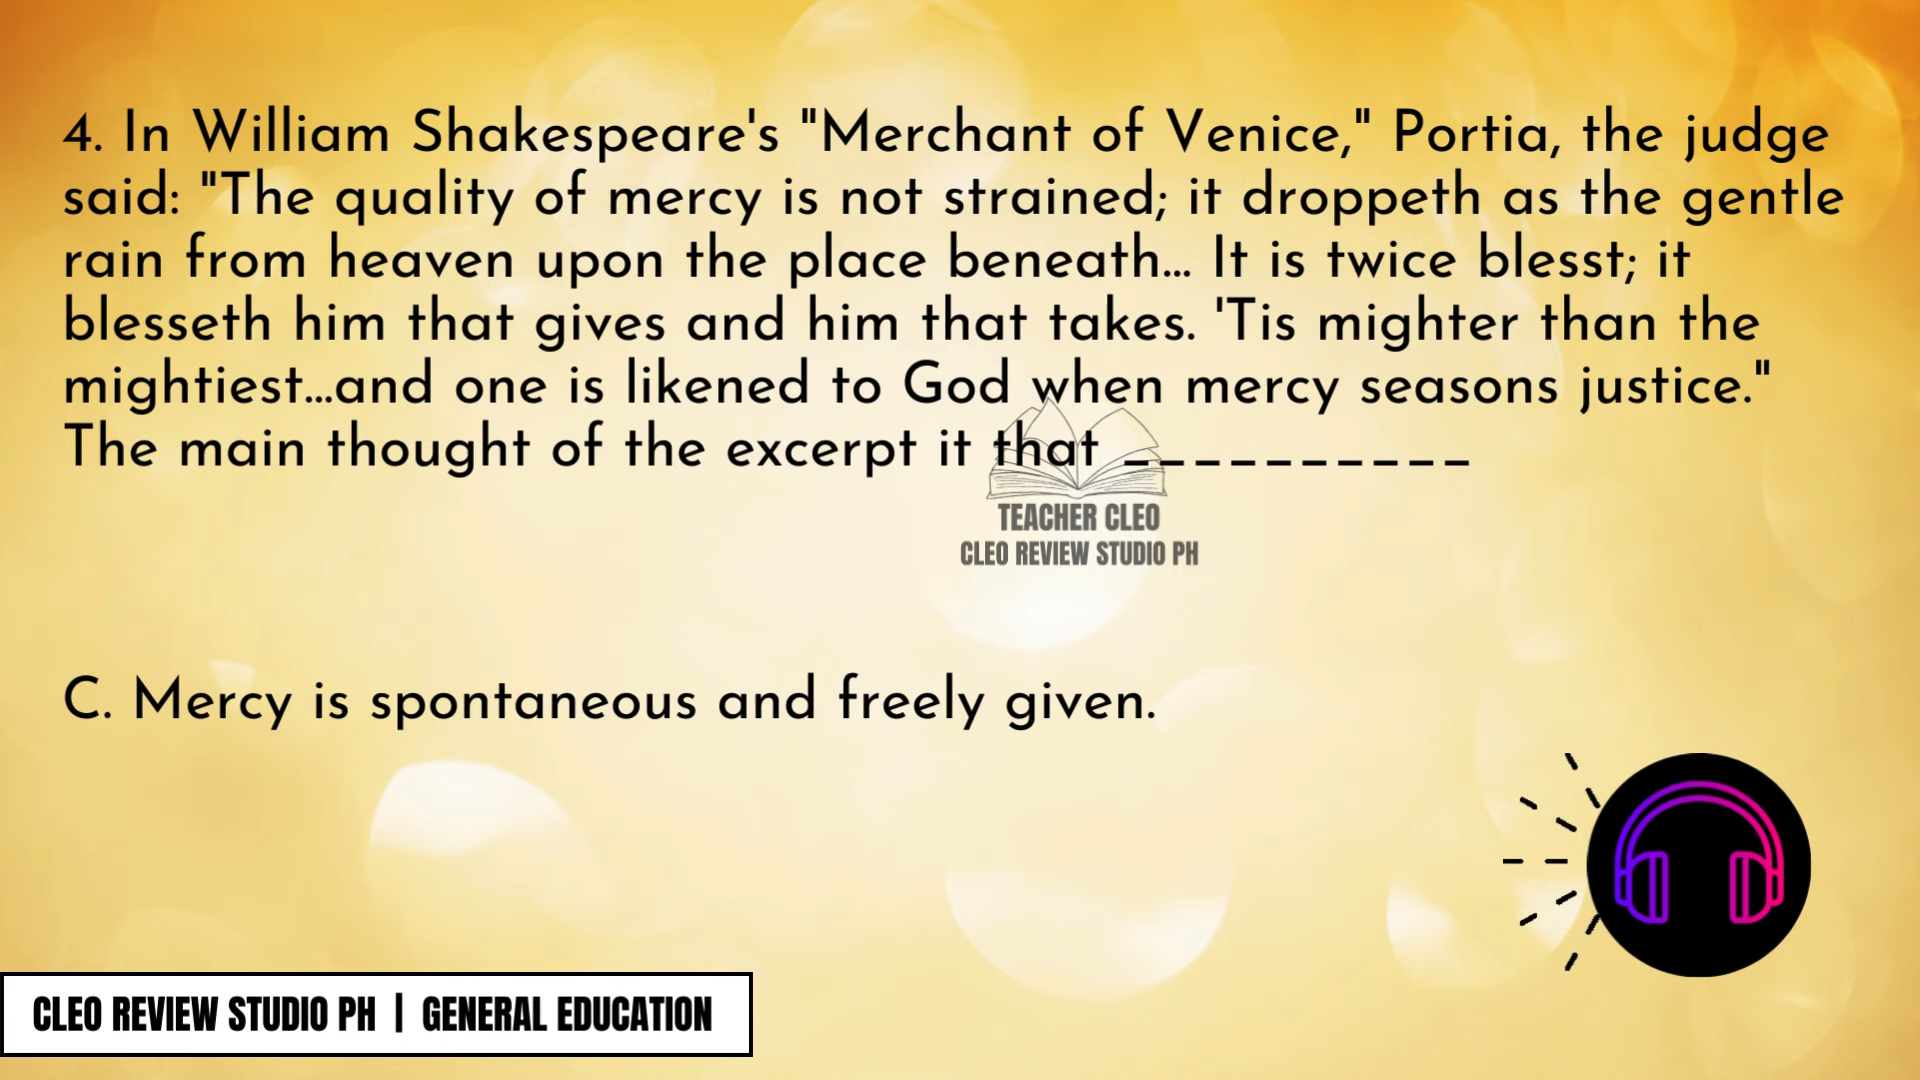 4. In William Shakespeare's "Merchant of Venice," Portia, the judge
said: "The quality of mercy is not strained; it droppeth as the gentle
rain from heaven upon the place beneath... It is twice blesst; it
blesseth him that gives and him that takes. 'Tis mighter than the
mightiest...and one is likened to God when mercy seasons justice."
The main thought of the excerpt it that __________
TEACHER CLEO
CLEO REVIEW STUDIO PH
C. Mercy is spontaneous and freely given.
CLEO REVIEW STUDIO PH | GENERAL EDUCATION